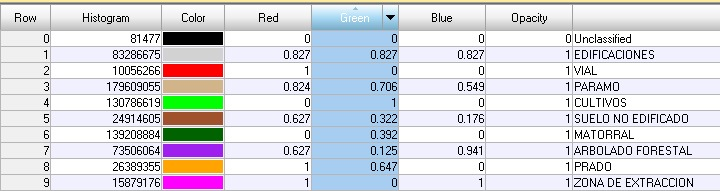 Row Histogram Color Red Green Blue Opacity
0 81477 0 0 0 0 Unclassified
1 83286675 0.827 0.827 0.827 1 EDIFICACIONES
2 10056266 1 0 0 1 VIAL
3 179609055 0.824 0.706 0.549 1 PARAMO
4 130786619 0 1 0 1 CULTIVOS
5 24914605 0.627 0.322 0.176 1 SUELO NO EDIFICADO
6 139208884 0 0.392 0 1 MATORRAL
7 73506064 0.627 0.125 0.941 1 ARBOLADO FORESTAL
8 26389355 1 0.647 0 1 PRADO
9 15879176 1 0 1 1 ZONA DE EXTRACCION